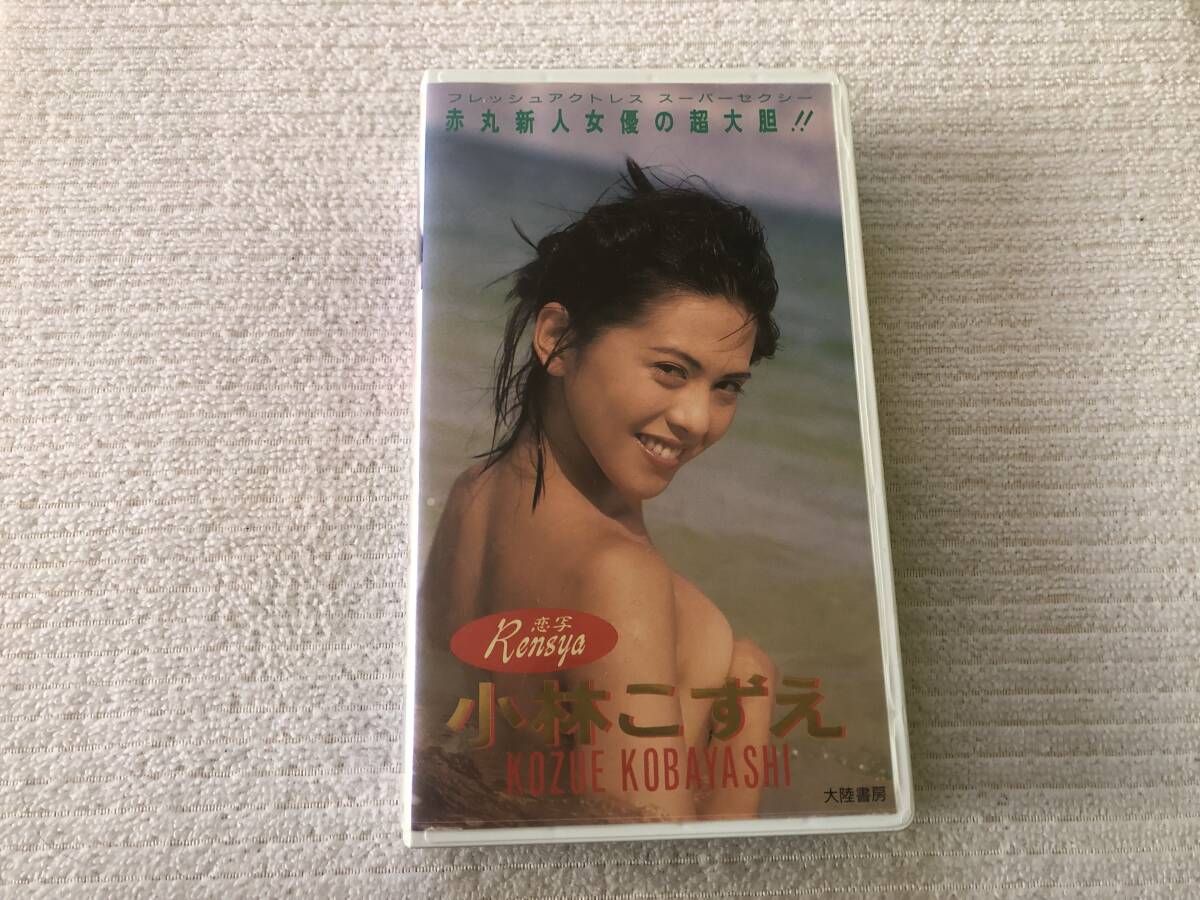 フレッシュアクトレス スーパーセクシー
赤丸新人女優の超大胆!!
恋写
Rensya
小林こずえ
KOZUE KOBAYASHI
大陸書房